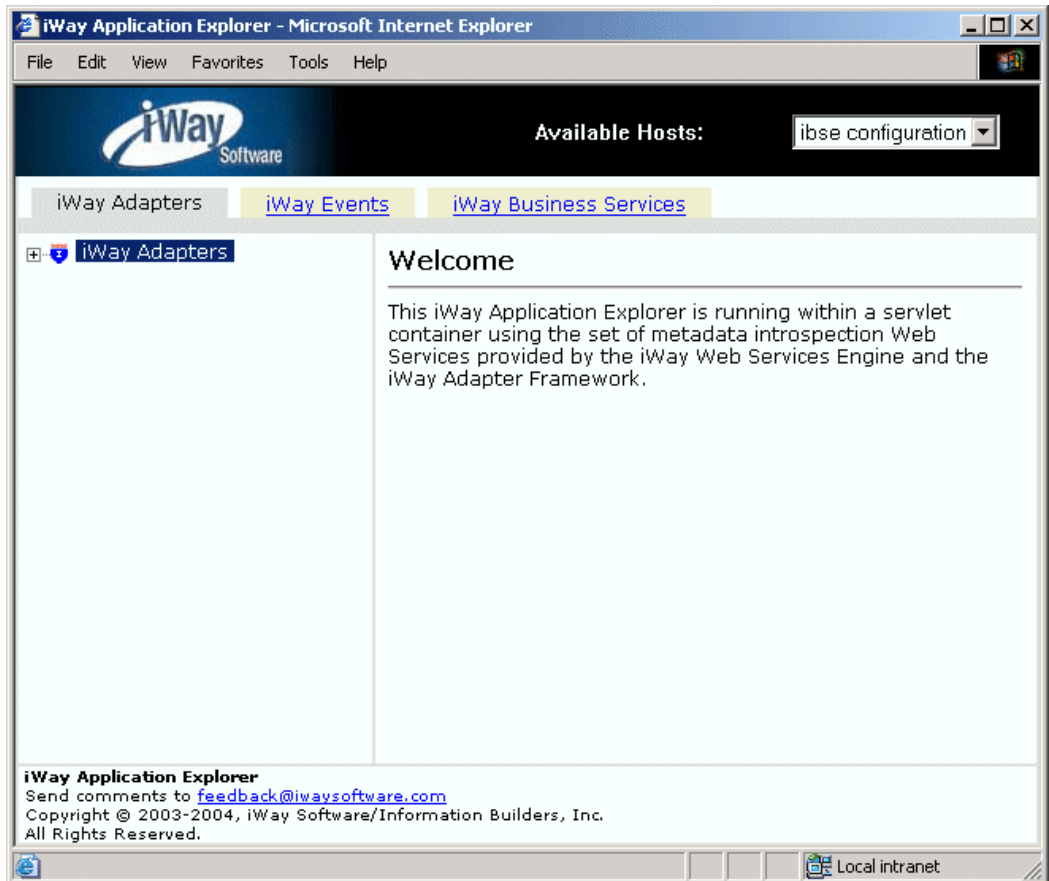 iWay Application Explorer - Microsoft Internet Explorer
File Edit View Favorites Tools Help
iWay
Software
Available Hosts: ibse configuration
iWay Adapters iWay Events iWay Business Services
iWay Adapters
Welcome
This iWay Application Explorer is running within a servlet
container using the set of metadata introspection Web
Services provided by the iWay Web Services Engine and the
iWay Adapter Framework.
iWay Application Explorer
Send comments to feedback@iwaysoftware.com
Copyright © 2003-2004, iWay Software/Information Builders, Inc.
All Rights Reserved.
Local intranet